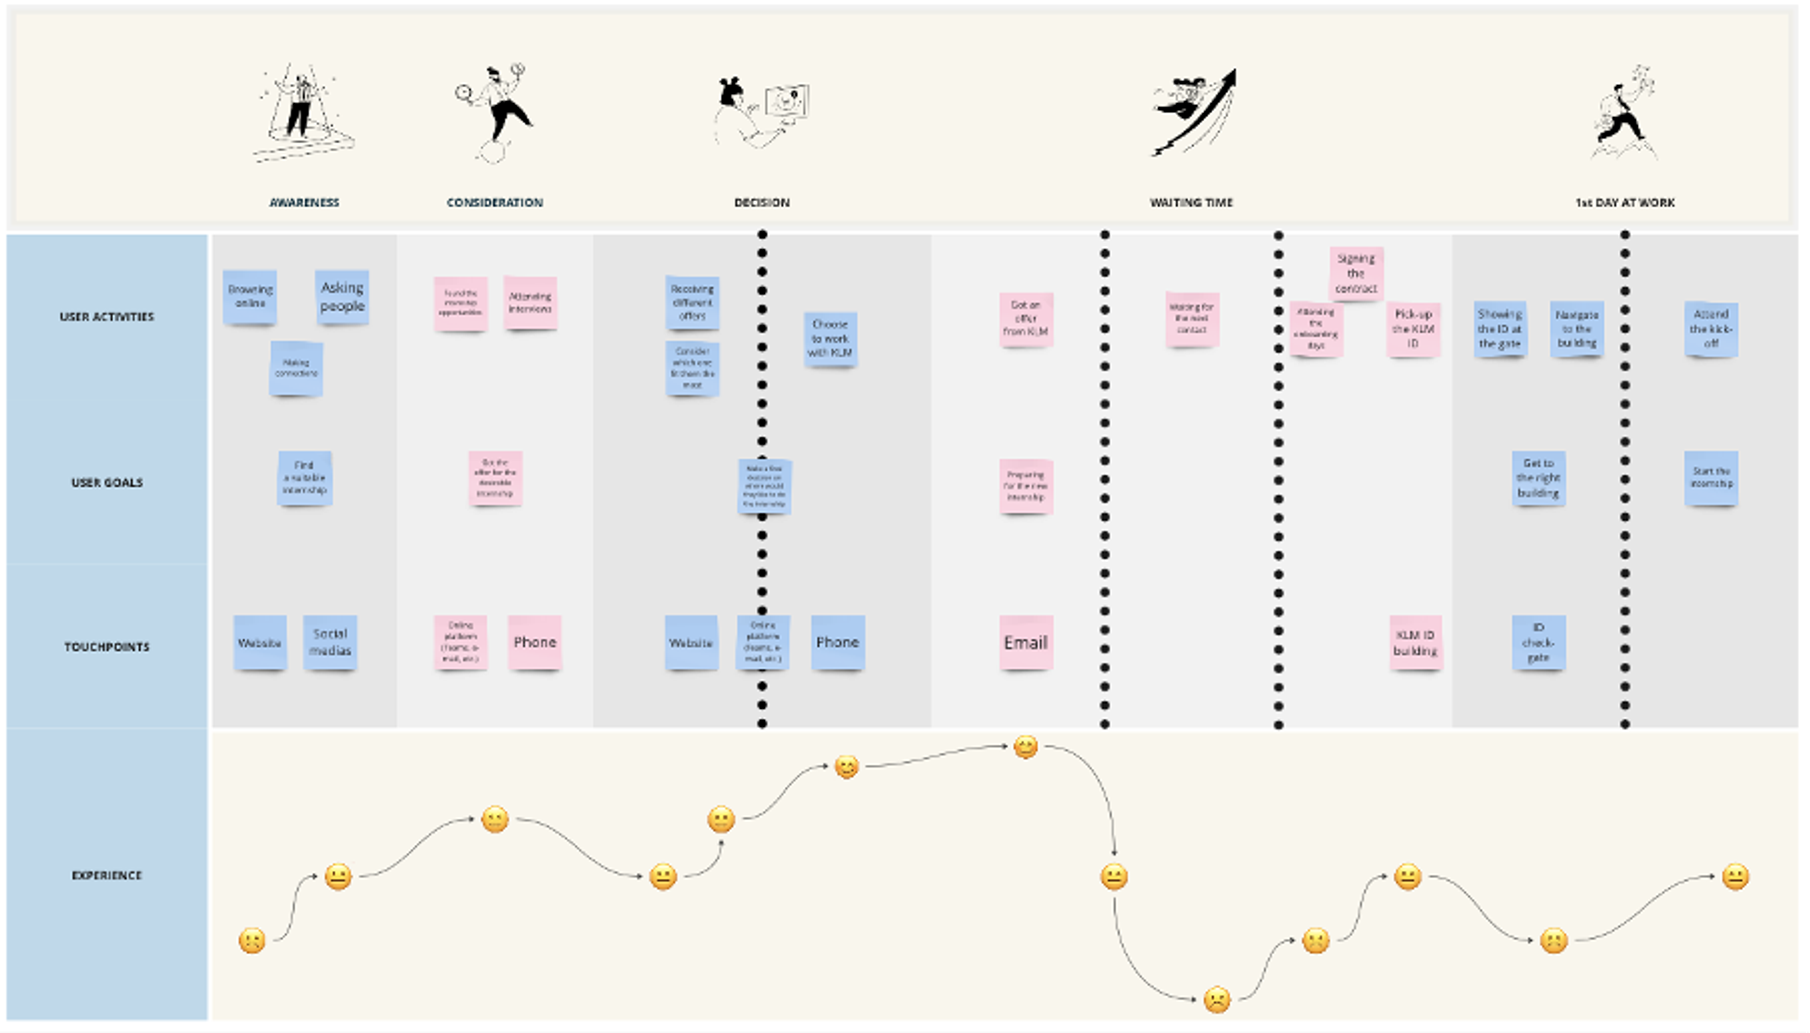 AWARENESS
CONSIDERATION
DECISION
WAITING TIME
1st DAY AT WORK
USER ACTIVITIES
Browsing
online
Asking
people
Making
connections
Found the
internship
opportunities
Attending
interviews
Receiving
different
offers
Consider
which one
fit them the
most
Choose
to work
with KLM
Got an
offer
from KLM
Waiting for
the next
contact
Signing
the
contract
Attending
the
onboarding
days
Pick-up
the KLM
ID
Showing
the ID at
the gate
Navigate
to the
building
Attend
the kick-
off
USER GOALS
Find
a suitable
internship
Got the
offer for the
desirable
internship
Make a final
decision on
where would
they like to do
the internship
Preparing
for the new
internship
Get to
the right
building
Start the
internship
TOUCHPOINTS
Website
Social
medias
Online
platform
(Teams, e-
mail, etc.)
Phone
Website
Online
platform
(Teams, e-
mail, etc.)
Phone
Email
KLM ID
building
ID
check-
gate
EXPERIENCE